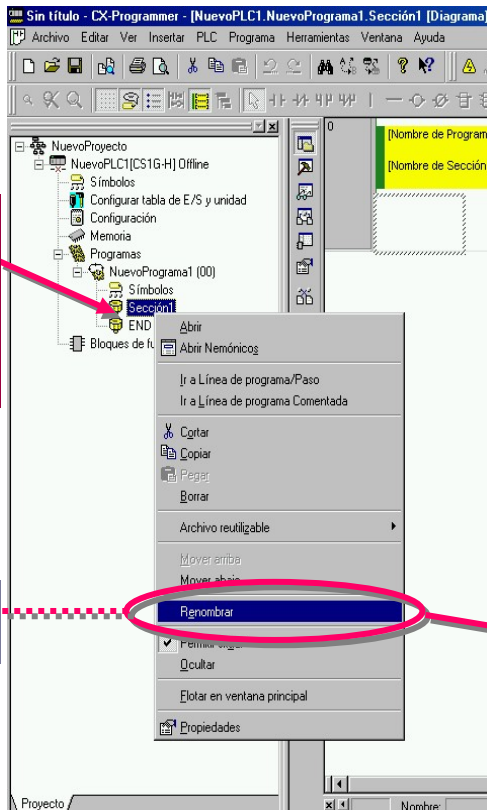 Sin título - CX-Programmer - [NuevoPLC1.NuevoPrograma1.Sección1 [Diagrama]
Archivo Editar Ver Insertar PLC Programa Herramientas Ventana Ayuda
NuevoProyecto
NuevoPLC1[CS1G-H] Offline
Símbolos
Configurar tabla de E/S y unidad
Configuración
Memoria
Programas
NuevoPrograma1 (00)
Símbolos
Sección1
END
Bloques de fu
0
[Nombre de Program
[Nombre de Sección
Abrir
Abrir Nemónicos
Ir a Línea de programa/Paso
Ir a Línea de programa Comentada
Cortar
Copiar
Pegar
Borrar
Archivo reutilizable
Mover arriba
Mover abajo
Renombrar
Ocultar
Flotar en ventana principal
Propiedades
Proyecto
Nombre: